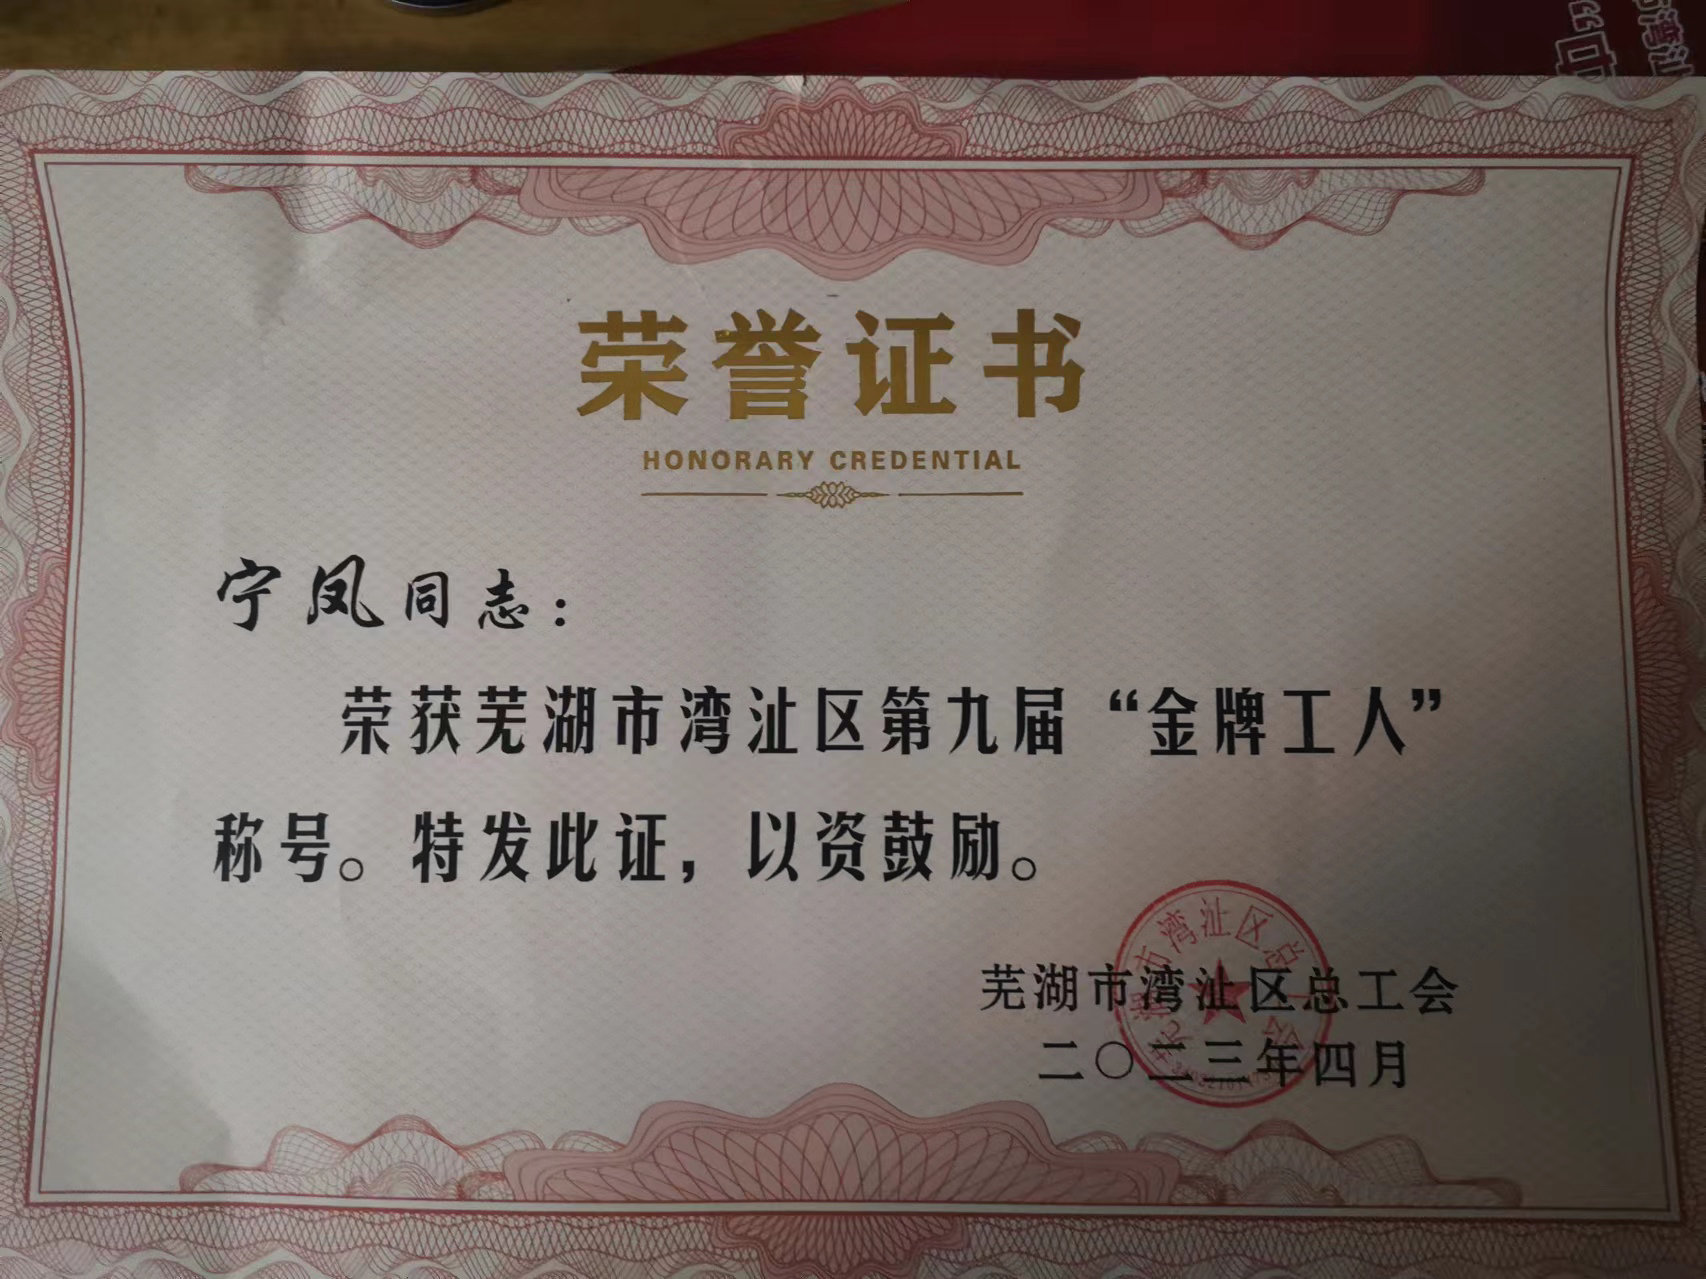 荣誉证书
HONORARY CREDENTIAL
宁凤同志：
荣获芜湖市湾沚区第九届“金牌工人”
称号。特发此证，以资鼓励。
芜湖市湾沚区总工会
二〇二三年四月